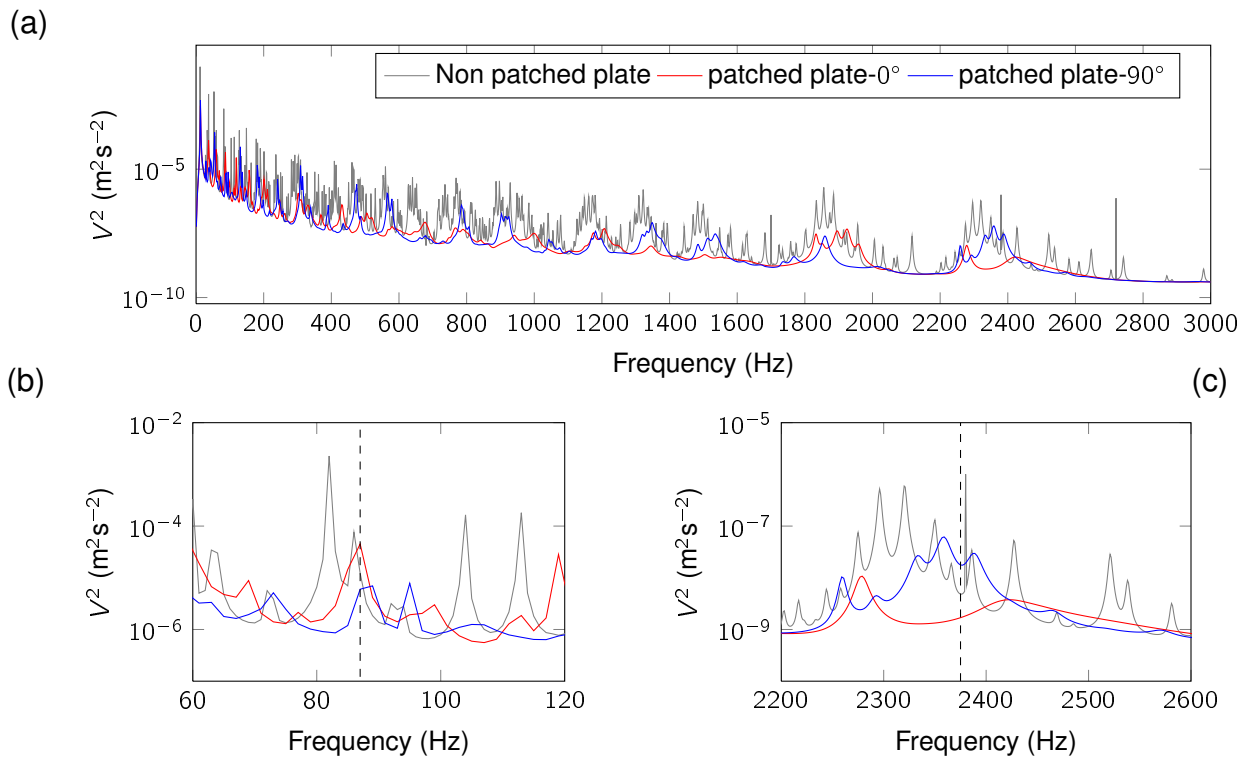 (a)
Non patched plate patched plate-0° patched plate-90°
V² (m²s⁻²)
10⁻⁵
10⁻¹⁰
0 200 400 600 800 1000 1200 1400 1600 1800 2000 2200 2400 2600 2800 3000
Frequency (Hz)
(b)
V² (m²s⁻²)
10⁻²
10⁻⁴
10⁻⁶
60 80 100 120
Frequency (Hz)
(c)
V² (m²s⁻²)
10⁻⁵
10⁻⁷
10⁻⁹
2200 2300 2400 2500 2600
Frequency (Hz)